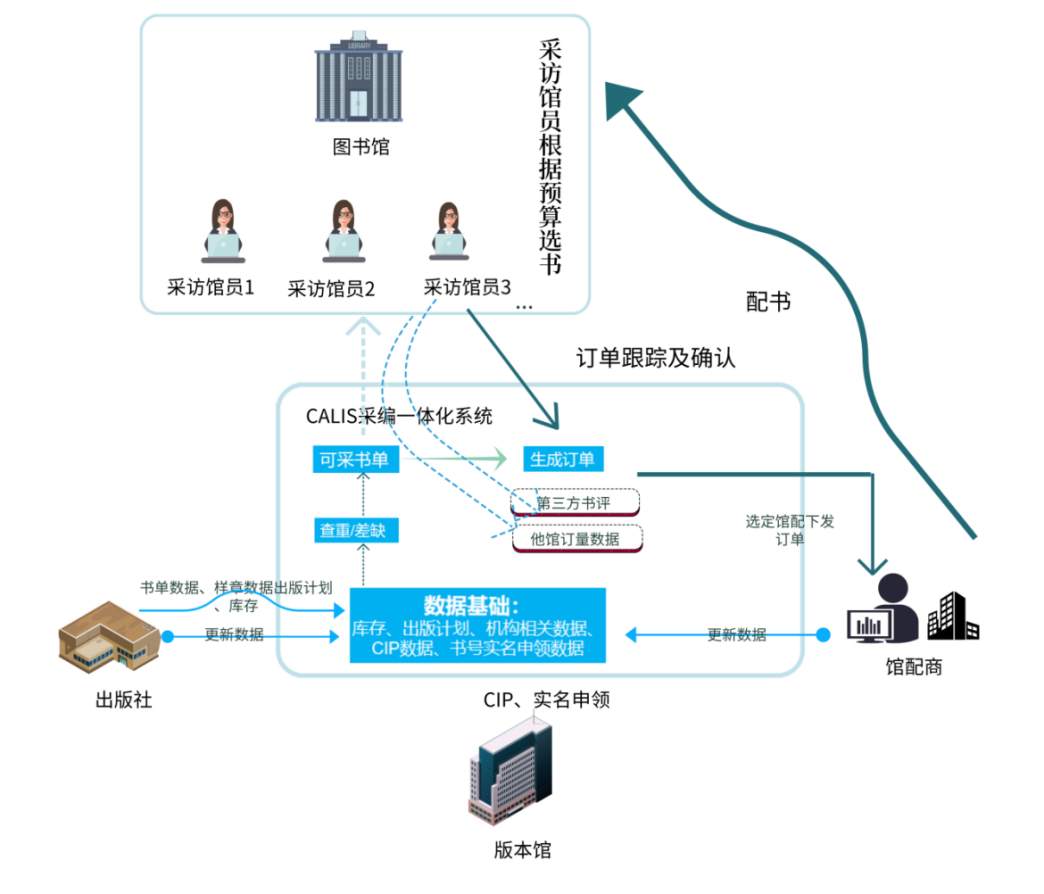 LIBRARY
图书馆
采访馆员根据预算选书
采访馆员1
采访馆员2
采访馆员3
...
配书
订单跟踪及确认
CALIS采编一体化系统
可采书单
生成订单
第三方书评
他馆订量数据
查重/差缺
选定馆配下发
订单
书单数据、样章数据出版计划
、库存
更新数据
数据基础：
库存、出版计划、机构相关数据、
CIP数据、书号实名申领数据
更新数据
出版社
馆配商
CIP、实名申领
版本馆